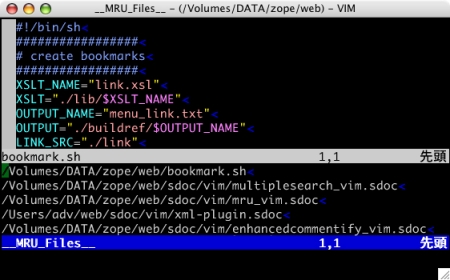 __MRU_Files__ – (/Volumes/DATA/zope/web) – VIM
#!/bin/sh<
#################<
# create bookmarks<
#################<
XSLT_NAME="link.xsl"<
XSLT="./lib/$XSLT_NAME"<
OUTPUT_NAME="menu_link.txt"<
OUTPUT="./buildref/$OUTPUT_NAME"<
LINK_SRC="./link"<
bookmark.sh 1,1 先頭
/Volumes/DATA/zope/web/bookmark.sh<
/Volumes/DATA/zope/web/sdoc/vim/multiplesearch_vim.sdoc<
/Volumes/DATA/zope/web/sdoc/vim/mru_vim.sdoc<
/Users/adv/web/sdoc/vim/xml-plugin.sdoc<
/Volumes/DATA/zope/web/sdoc/vim/enhancedcommentify_vim.sdoc<
__MRU_Files__ 1,1 先頭